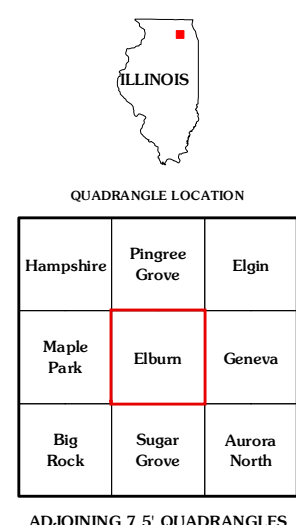 ILLINOIS
QUADRANGLE LOCATION
Hampshire
Pingree
Grove
Elgin
Maple
Park
Elburn
Geneva
Big
Rock
Sugar
Grove
Aurora
North
ADJOINING 7.5' QUADRANGLES